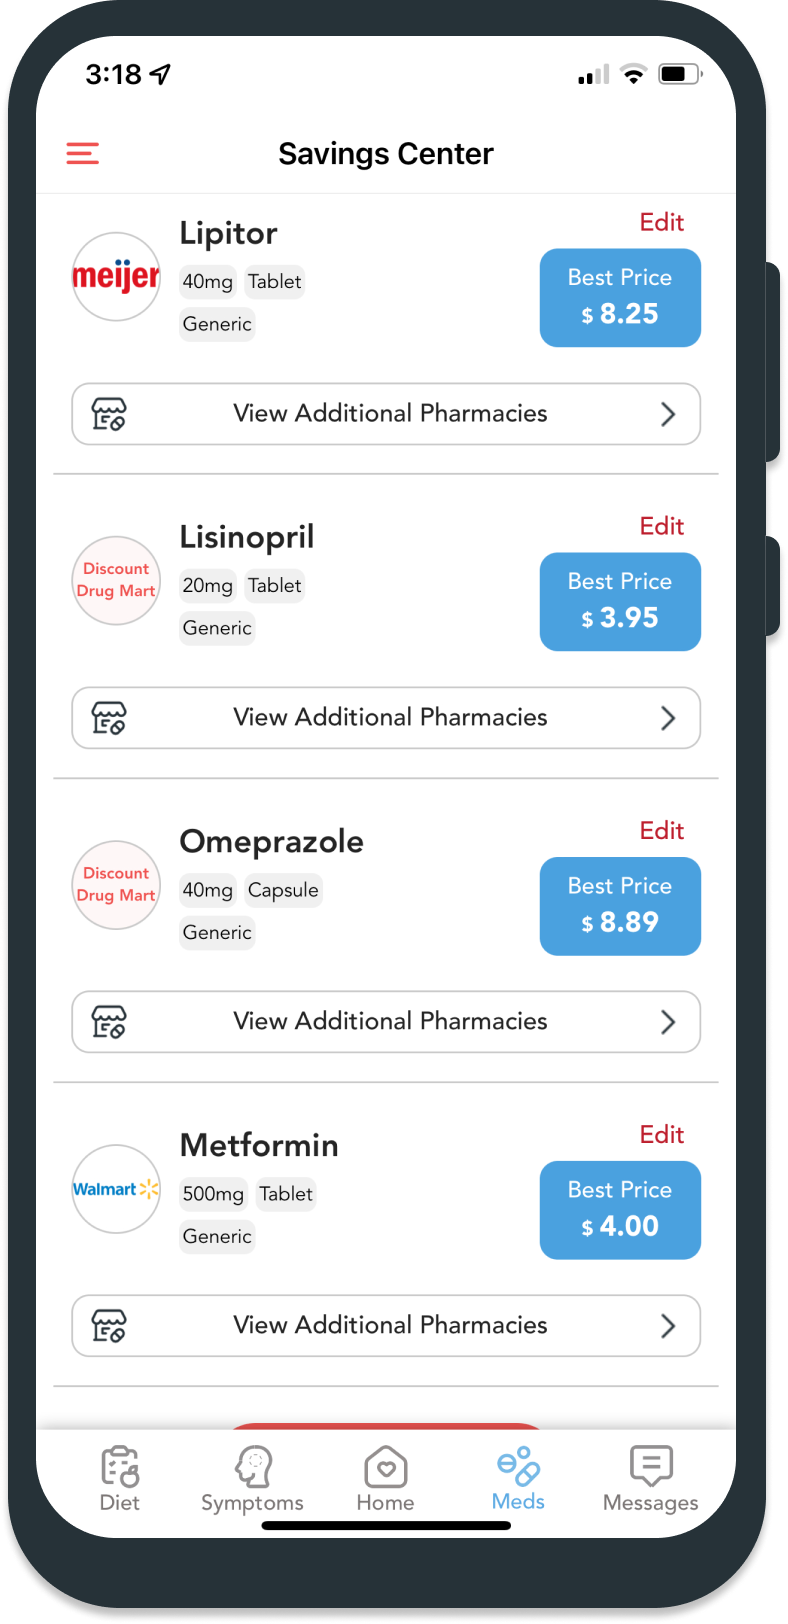 3:18
Savings Center
Edit
Lipitor
meijer
40mg Tablet
Generic
Best Price
$ 8.25
View Additional Pharmacies
Edit
Lisinopril
Discount
Drug Mart
20mg Tablet
Generic
Best Price
$ 3.95
View Additional Pharmacies
Edit
Omeprazole
Discount
Drug Mart
40mg Capsule
Generic
Best Price
$ 8.89
View Additional Pharmacies
Edit
Metformin
Walmart
500mg Tablet
Generic
Best Price
$ 4.00
View Additional Pharmacies
Diet Symptoms Home Meds Messages